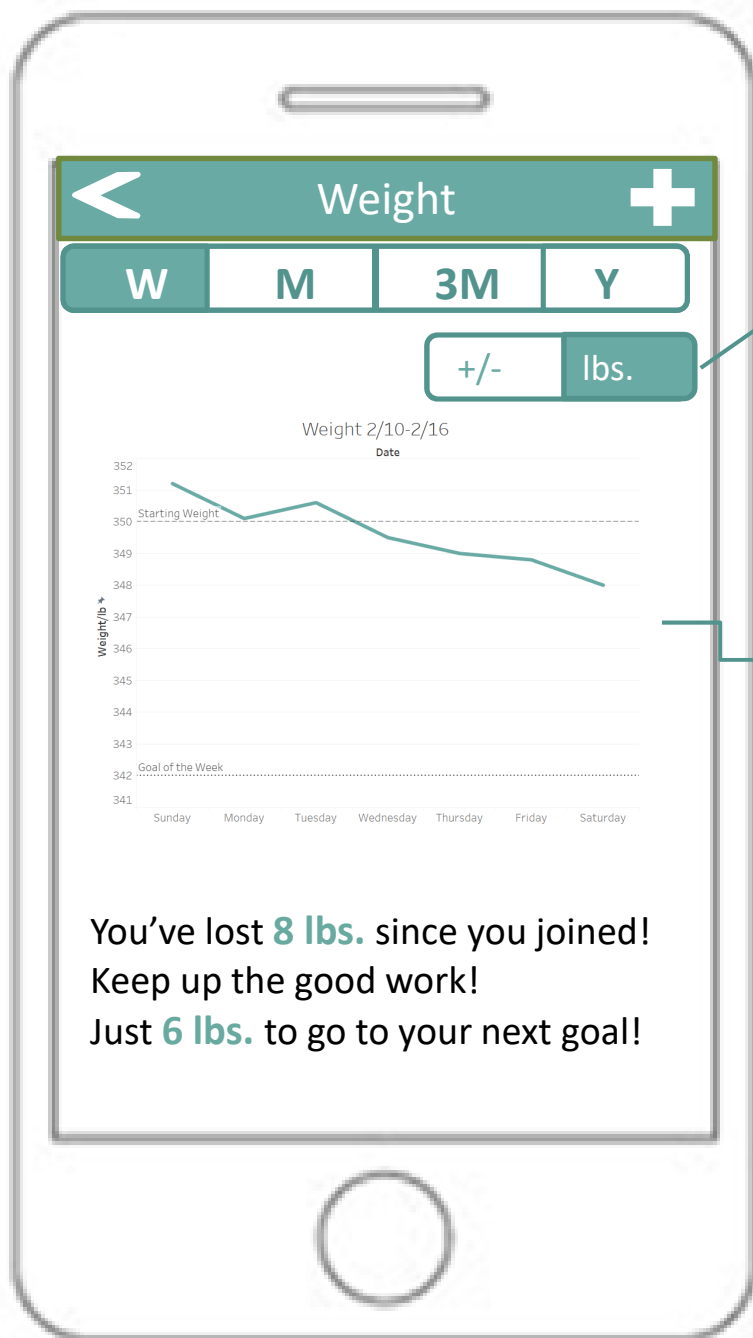 <
Weight
+
W M 3M Y
+/- lbs.
Weight 2/10-2/16
Date
352
351
350
349
348
347
346
345
344
343
342
341
Weight/lb
Starting Weight
Goal of the Week
Sunday Monday Tuesday Wednesday Thursday Friday Saturday
You’ve lost 8 lbs. since you joined!
Keep up the good work!
Just 6 lbs. to go to your next goal!